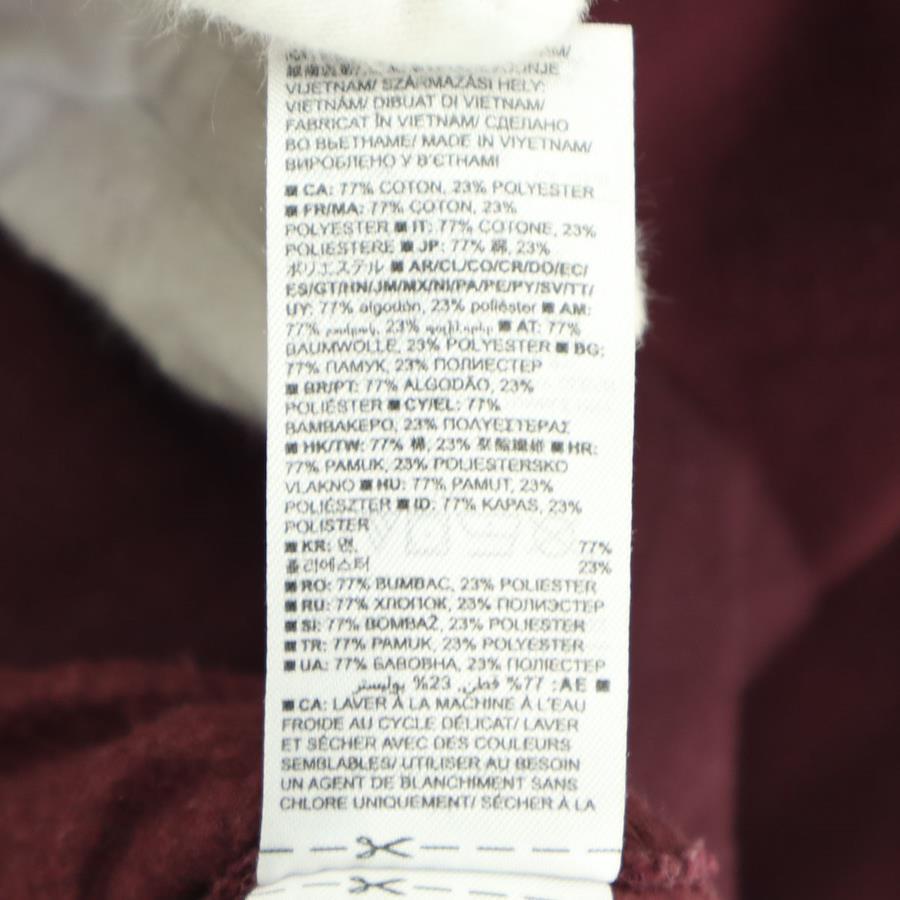 VIJETNAM/ SZÁRMAZÁSI HELY:
VIETNÁM/ DIBUAT DI VIETNAM/
FABRICAT ÎN VIETNAM/ СДЕЛАНО
ВО ВЬЕТНАМЕ/ MADE IN VIYETNAM/
ВИРОБЛЕНО У В'ЄТНАМІ
■ CA: 77% COTON, 23% POLYESTER
■ FR/MA: 77% COTON, 23%
POLYESTER ■ IT: 77% COTONE, 23%
POLIESTERE ■ JP: 77% 綿, 23%
ポリエステル ■ AR/CL/CO/CR/DO/EC/
ES/GT/HN/JM/MX/NI/PA/PE/PY/SV/TT/
UY: 77% algodón, 23% poliéster ■ AM:
77% 23% ■ AT: 77%
BAUMWOLLE, 23% POLYESTER ■ BG:
77% ПАМУК, 23% ПОЛИЕСТЕР
■ BR/PT: 77% ALGODÃO, 23%
POLIÉSTER ■ CY/EL: 77%
ΒΑΜΒΑΚΕΡΟ, 23% ΠΟΛΥΕΣΤΕΡΑΣ
■ HK/TW: 77% 棉, 23% 聚酯纖維 ■ HR:
77% PAMUK, 23% POLIESTERSKO
VLAKNO ■ HU: 77% PAMUT, 23%
POLIÉSZTER ■ ID: 77% KAPAS, 23%
POLISTER
■ KR: 면, 77%
폴리에스터 23%
■ RO: 77% BUMBAC, 23% POLIESTER
■ RU: 77% ХЛОПОК, 23% ПОЛИЭСТЕР
■ SI: 77% BOMBAŽ, 23% POLIESTER
■ TR: 77% PAMUK, 23% POLYESTER
■ UA: 77% БАВОВНА, 23% ПОЛІЕСТЕР
■ AE: 77% قطن, 23% بوليستر
■ CA: LAVER À LA MACHINE À L'EAU
FROIDE AU CYCLE DÉLICAT/ LAVER
ET SÉCHER AVEC DES COULEURS
SEMBLABLES/ UTILISER AU BESOIN
UN AGENT DE BLANCHIMENT SANS
CHLORE UNIQUEMENT/ SÉCHER À LA